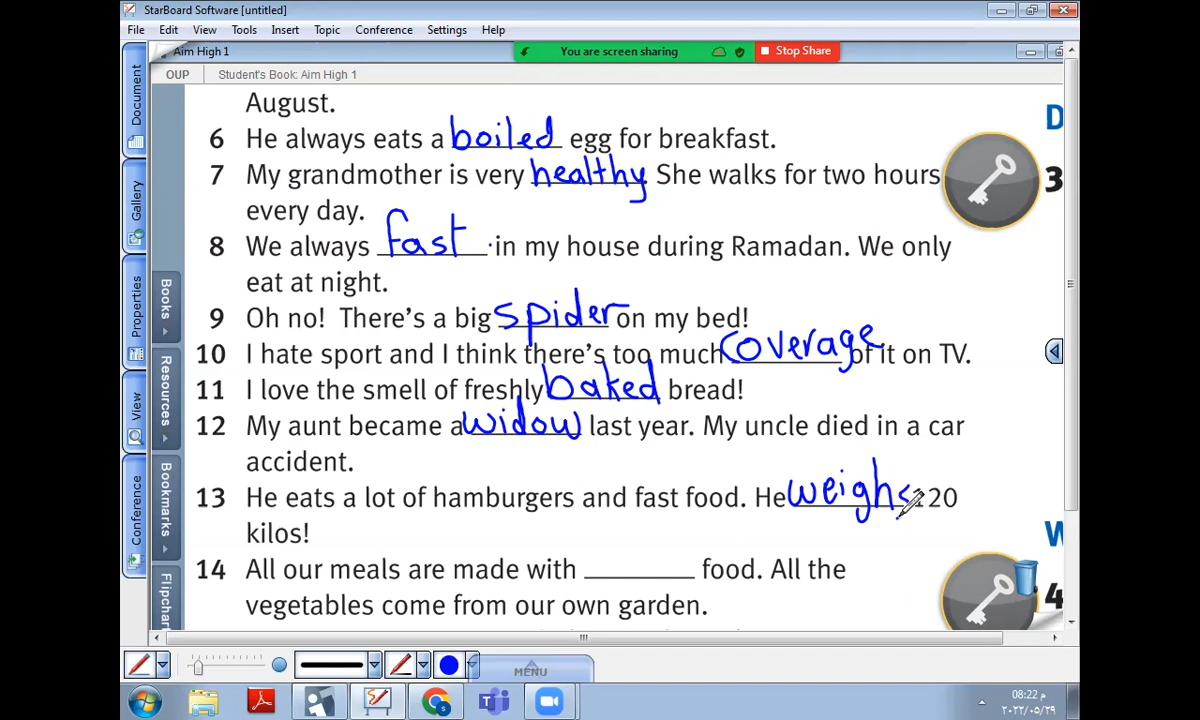 StarBoard Software [untitled]
File Edit View Tools Insert Topic Conference Settings Help
You are screen sharing Stop Share
Aim High 1
OUP Student's Book: Aim High 1
August.
6 He always eats a boiled egg for breakfast.
7 My grandmother is very healthy. She walks for two hours
every day.
8 We always fast in my house during Ramadan. We only
eat at night.
9 Oh no! There's a big spider on my bed!
10 I hate sport and I think there's too much coverage of it on TV.
11 I love the smell of freshly baked bread!
12 My aunt became a widow last year. My uncle died in a car
accident.
13 He eats a lot of hamburgers and fast food. He weighs 120
kilos!
14 All our meals are made with ________ food. All the
vegetables come from our own garden.
D
3
W
4
Document
Gallery
Properties
View
Conference
Books
Resources
Bookmarks
Flipchart
MENU
08:22 م
٢٠٢٢/٠٥/٢٩